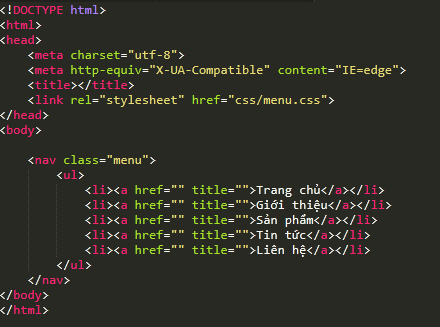 <!DOCTYPE html>
<html>
<head>
    <meta charset="utf-8">
    <meta http-equiv="X-UA-Compatible" content="IE=edge">
    <title></title>
    <link rel="stylesheet" href="css/menu.css">
</head>
<body>

    <nav class="menu">
        <ul>
            <li><a href="" title="">Trang chủ</a></li>
            <li><a href="" title="">Giới thiệu</a></li>
            <li><a href="" title="">Sản phẩm</a></li>
            <li><a href="" title="">Tin tức</a></li>
            <li><a href="" title="">Liên hệ</a></li>
        </ul>
    </nav>
</body>
</html>